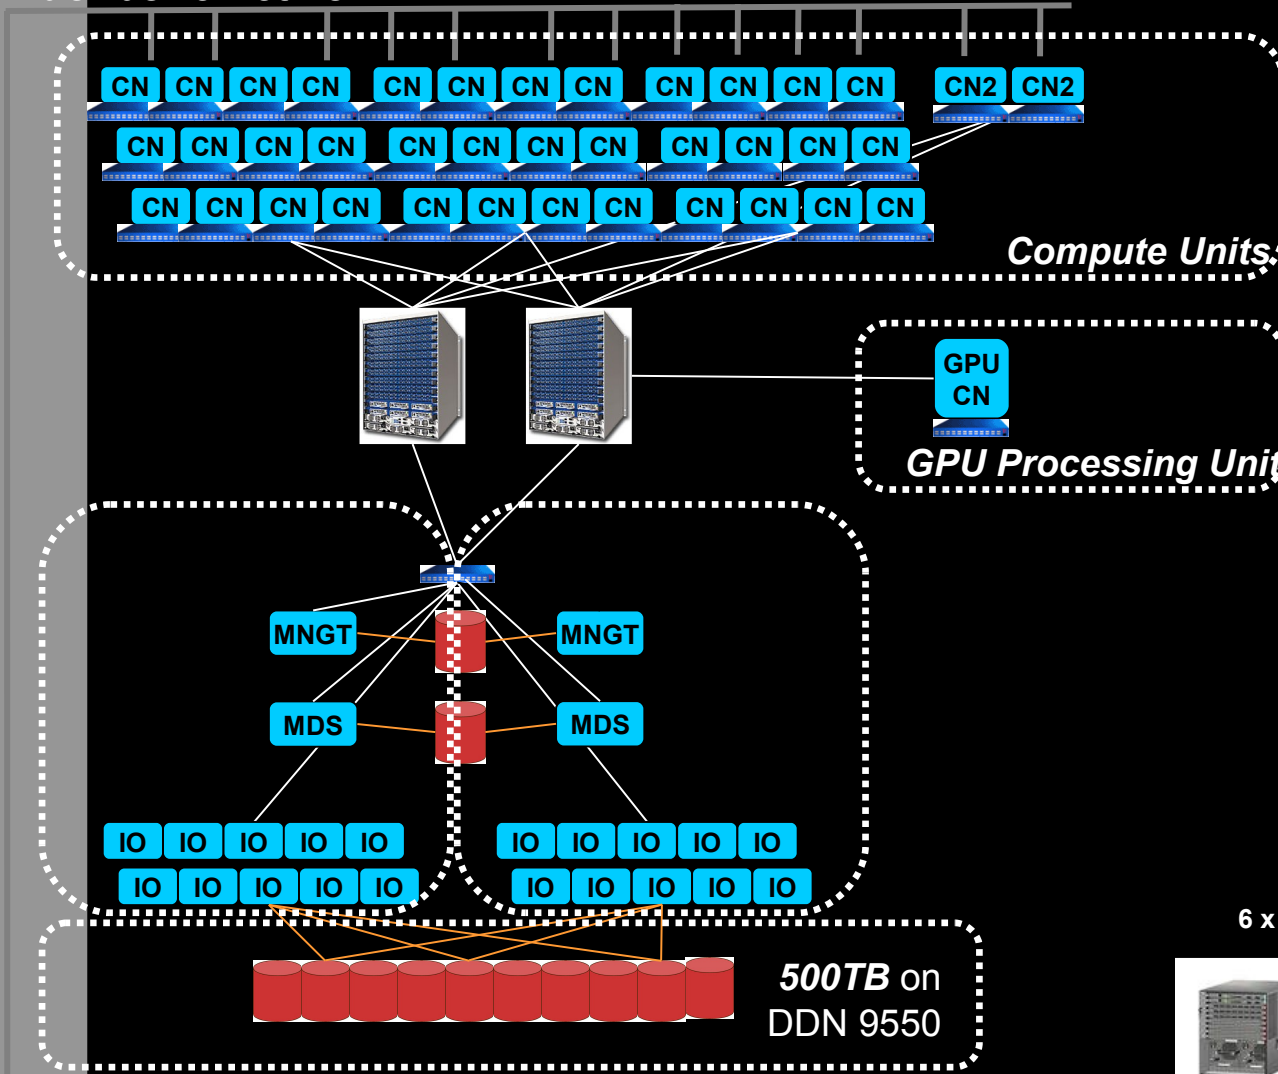 CN CN CN CN CN CN CN CN CN CN CN CN CN2 CN2
CN CN CN CN CN CN CN CN CN CN CN CN
CN CN CN CN CN CN CN CN CN CN CN CN
Compute Units
GPU
CN
GPU Processing Unit
MNGT MNGT
MDS MDS
IO IO IO IO IO IO IO IO IO IO
IO IO IO IO IO IO IO IO IO IO
6 x
500TB on
DDN 9550